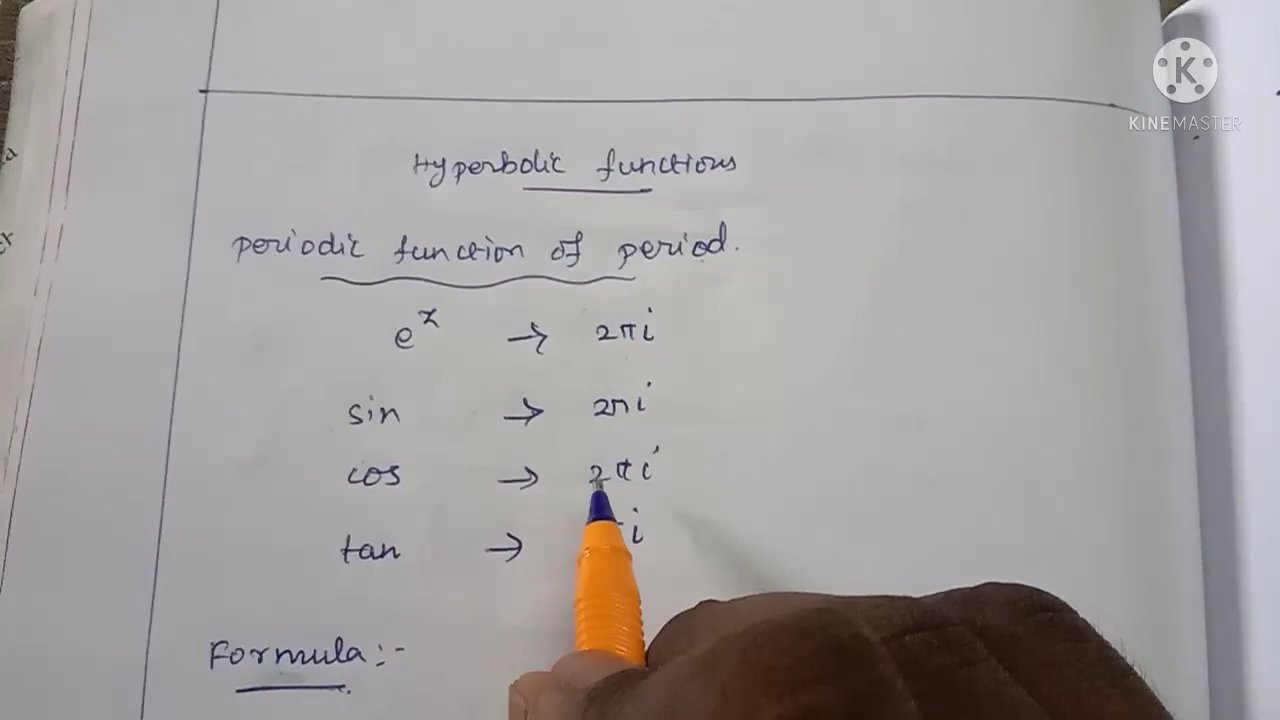 KINEMASTER
Hyperbolic functions
periodic function of period.
e^z → 2πi
sin → 2πi
cos → 2πi
tan → i
Formula:-